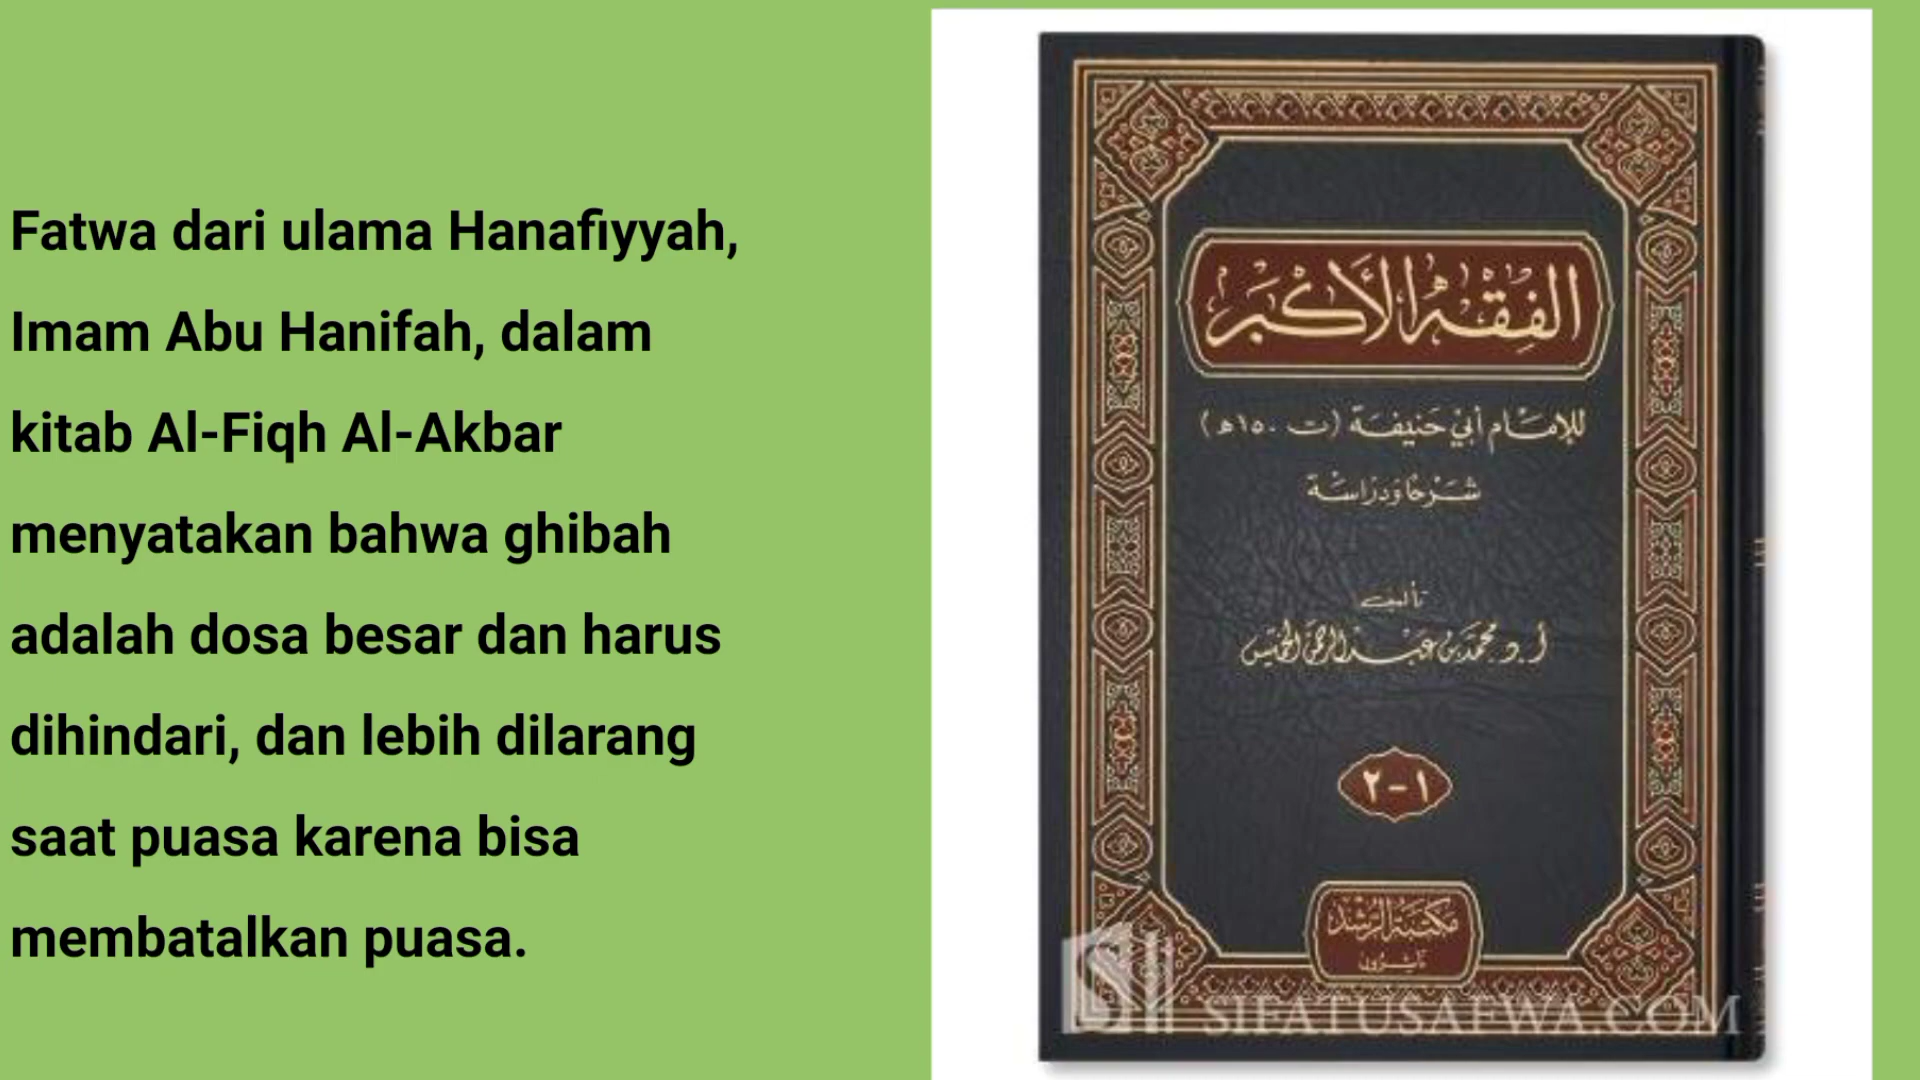 Fatwa dari ulama Hanafiyyah,
Imam Abu Hanifah, dalam
kitab Al-Fiqh Al-Akbar
menyatakan bahwa ghibah
adalah dosa besar dan harus
dihindari, dan lebih dilarang
saat puasa karena bisa
membatalkan puasa.
الفقه الأكبر
للإمام أبي حنيفة (ت ١٥٠هـ)
شرحا ودراسة
تأليف
أ.د محمد بن عبد الرحمن الخميس
١-٢
مكتبة الرشد
ناشرون
SIFATUSAFWA.COM